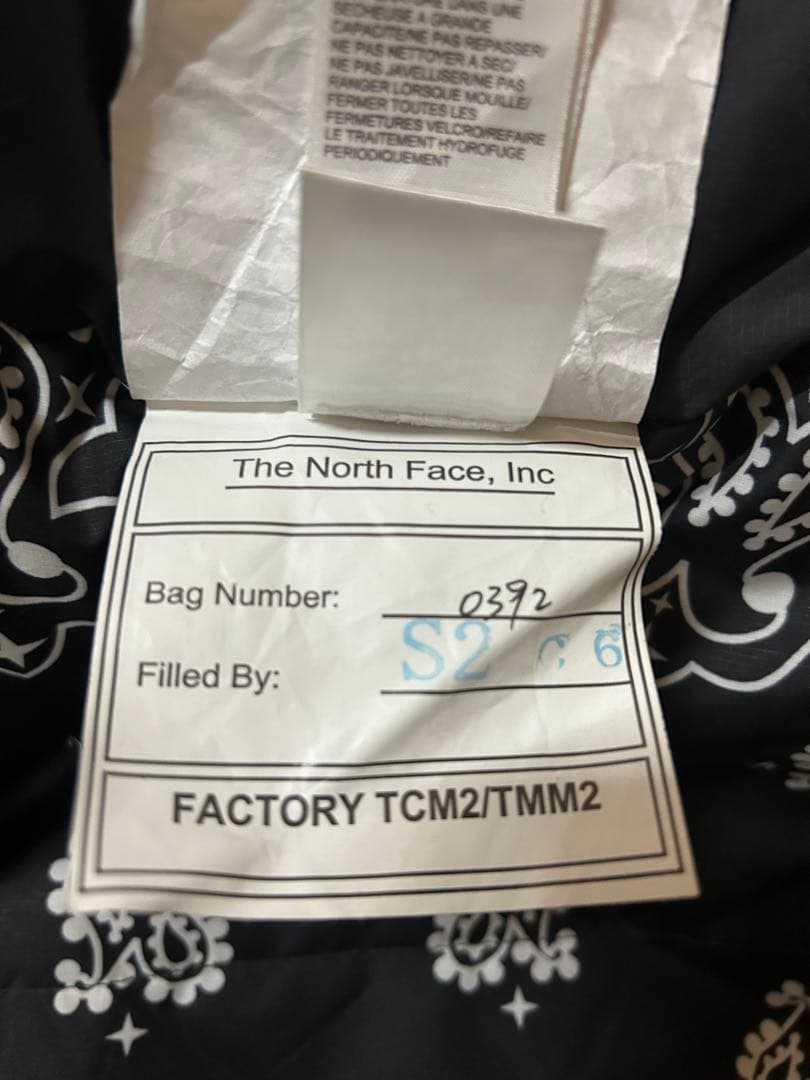 SECHEUSE A GRANDE
CAPACITE/NE PAS REPASSER/
NE PAS NETTOYER A SEC/
NE PAS JAVELLISER/NE PAS
RANGER LORSQUE MOUILLE/
FERMER TOUTES LES
FERMETURES VELCRO/REFAIRE
LE TRAITEMENT HYDROFUGE
PERIODIQUEMENT
The North Face, Inc
Bag Number: 0392
Filled By: S2 C 6
FACTORY TCM2/TMM2